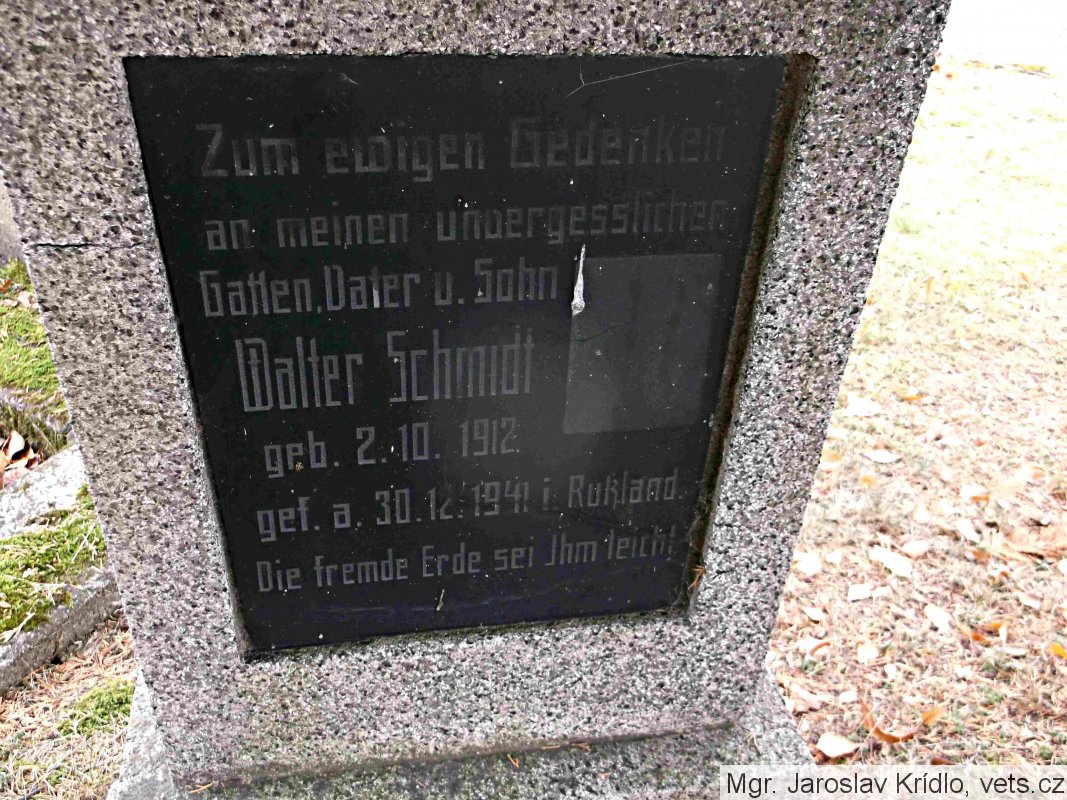 Zum ewigen Gedenken
an meinen unvergesslichen
Gatten, Vater u. Sohn
Walter Schmidt
geb. 2.10. 1912
gef. a. 30.12.1941 i. Rußland.
Die fremde Erde sei Ihm leicht!
Mgr. Jaroslav Krídlo, vets.cz